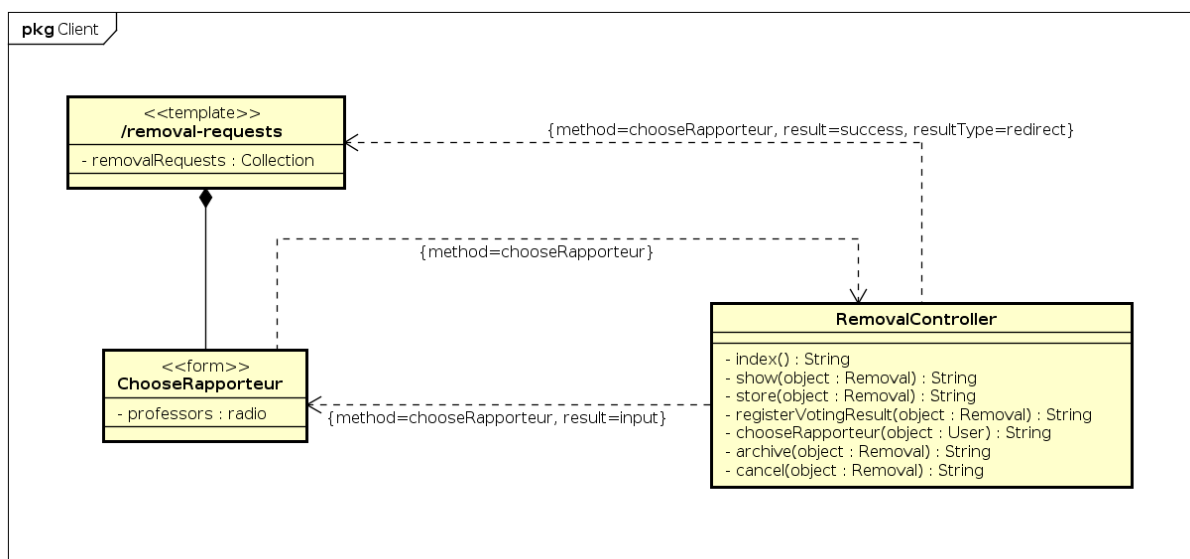 pkg Client
<<template>>
/removal-requests
- removalRequests : Collection
{method=chooseRapporteur, result=success, resultType=redirect}
{method=chooseRapporteur}
<<form>>
ChooseRapporteur
- professors : radio
{method=chooseRapporteur, result=input}
RemovalController
- index() : String
- show(object : Removal) : String
- store(object : Removal) : String
- registerVotingResult(object : Removal) : String
- chooseRapporteur(object : User) : String
- archive(object : Removal) : String
- cancel(object : Removal) : String